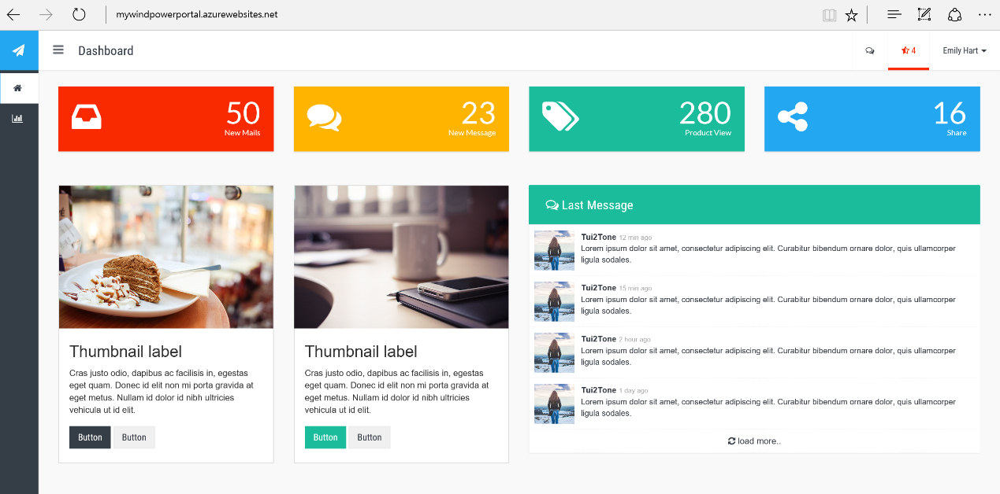 mywindpowerportal.azurewebsites.net
Dashboard
4
Emily Hart
50
New Mails
23
New Message
280
Product View
16
Share
Thumbnail label
Cras justo odio, dapibus ac facilisis in, egestas
eget quam. Donec id elit non mi porta gravida at
eget metus. Nullam id dolor id nibh ultricies
vehicula ut id elit.
Button Button
Thumbnail label
Cras justo odio, dapibus ac facilisis in, egestas
eget quam. Donec id elit non mi porta gravida at
eget metus. Nullam id dolor id nibh ultricies
vehicula ut id elit.
Button Button
Last Message
Tui2Tone 12 min ago
Lorem ipsum dolor sit amet, consectetur adipiscing elit. Curabitur bibendum ornare dolor, quis ullamcorper
ligula sodales.
Tui2Tone 15 min ago
Lorem ipsum dolor sit amet, consectetur adipiscing elit. Curabitur bibendum ornare dolor, quis ullamcorper
ligula sodales.
Tui2Tone 2 hour ago
Lorem ipsum dolor sit amet, consectetur adipiscing elit. Curabitur bibendum ornare dolor, quis ullamcorper
ligula sodales.
Tui2Tone 1 day ago
Lorem ipsum dolor sit amet, consectetur adipiscing elit. Curabitur bibendum ornare dolor, quis ullamcorper
ligula sodales.
load more..